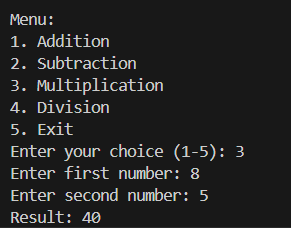 Menu:
1. Addition
2. Subtraction
3. Multiplication
4. Division
5. Exit
Enter your choice (1-5): 3
Enter first number: 8
Enter second number: 5
Result: 40